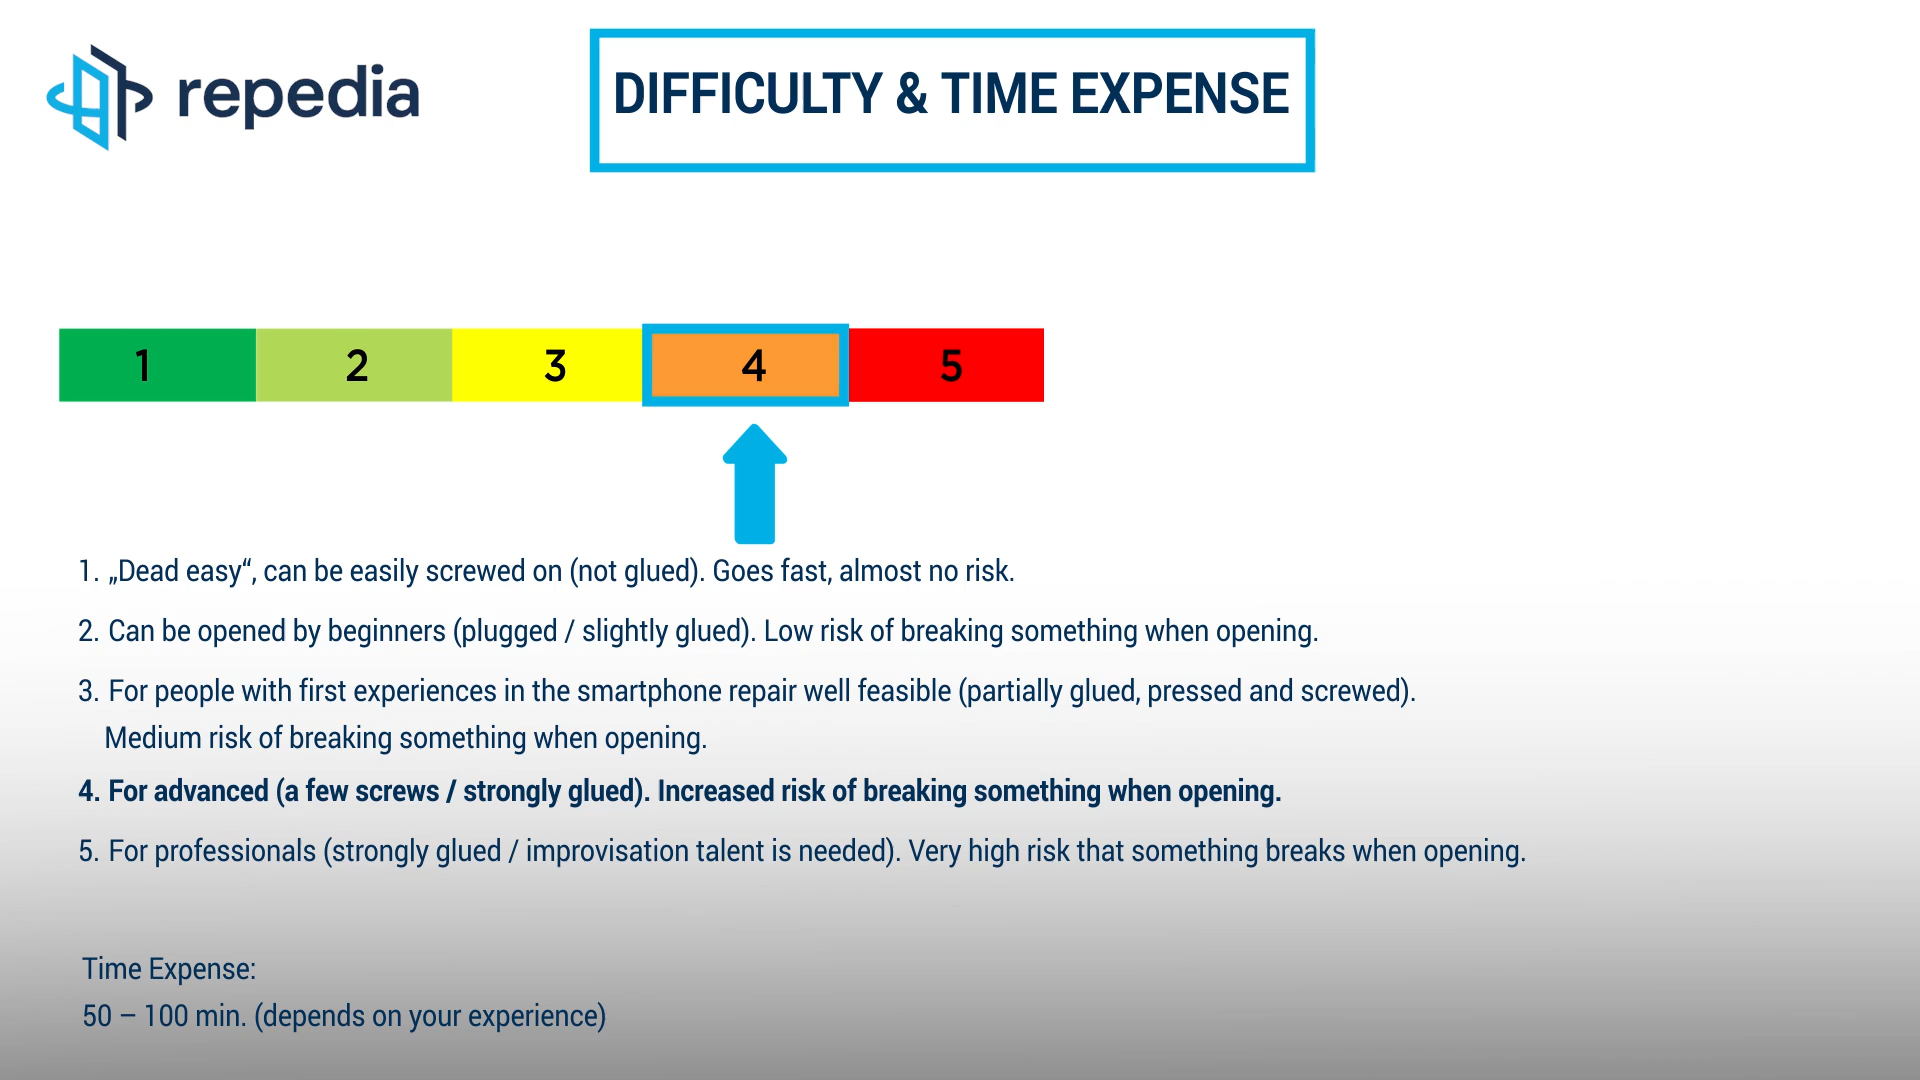 repedia
DIFFICULTY & TIME EXPENSE
1 2 3 4 5
1. „Dead easy“, can be easily screwed on (not glued). Goes fast, almost no risk.
2. Can be opened by beginners (plugged / slightly glued). Low risk of breaking something when opening.
3. For people with first experiences in the smartphone repair well feasible (partially glued, pressed and screwed).
Medium risk of breaking something when opening.
4. For advanced (a few screws / strongly glued). Increased risk of breaking something when opening.
5. For professionals (strongly glued / improvisation talent is needed). Very high risk that something breaks when opening.
Time Expense:
50 – 100 min. (depends on your experience)